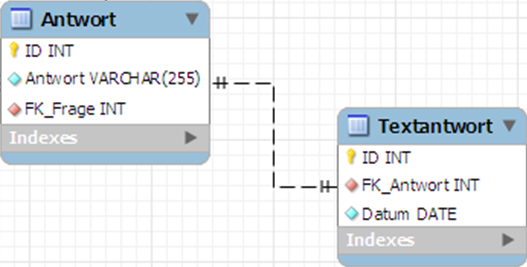 Antwort
ID INT
Antwort VARCHAR(255)
FK_Frage INT
Indexes
Textantwort
ID INT
FK_Antwort INT
Datum DATE
Indexes